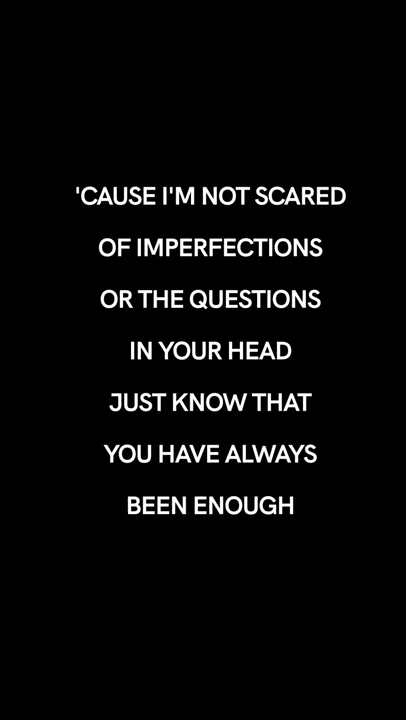 'CAUSE I'M NOT SCARED
OF IMPERFECTIONS
OR THE QUESTIONS
IN YOUR HEAD
JUST KNOW THAT
YOU HAVE ALWAYS
BEEN ENOUGH